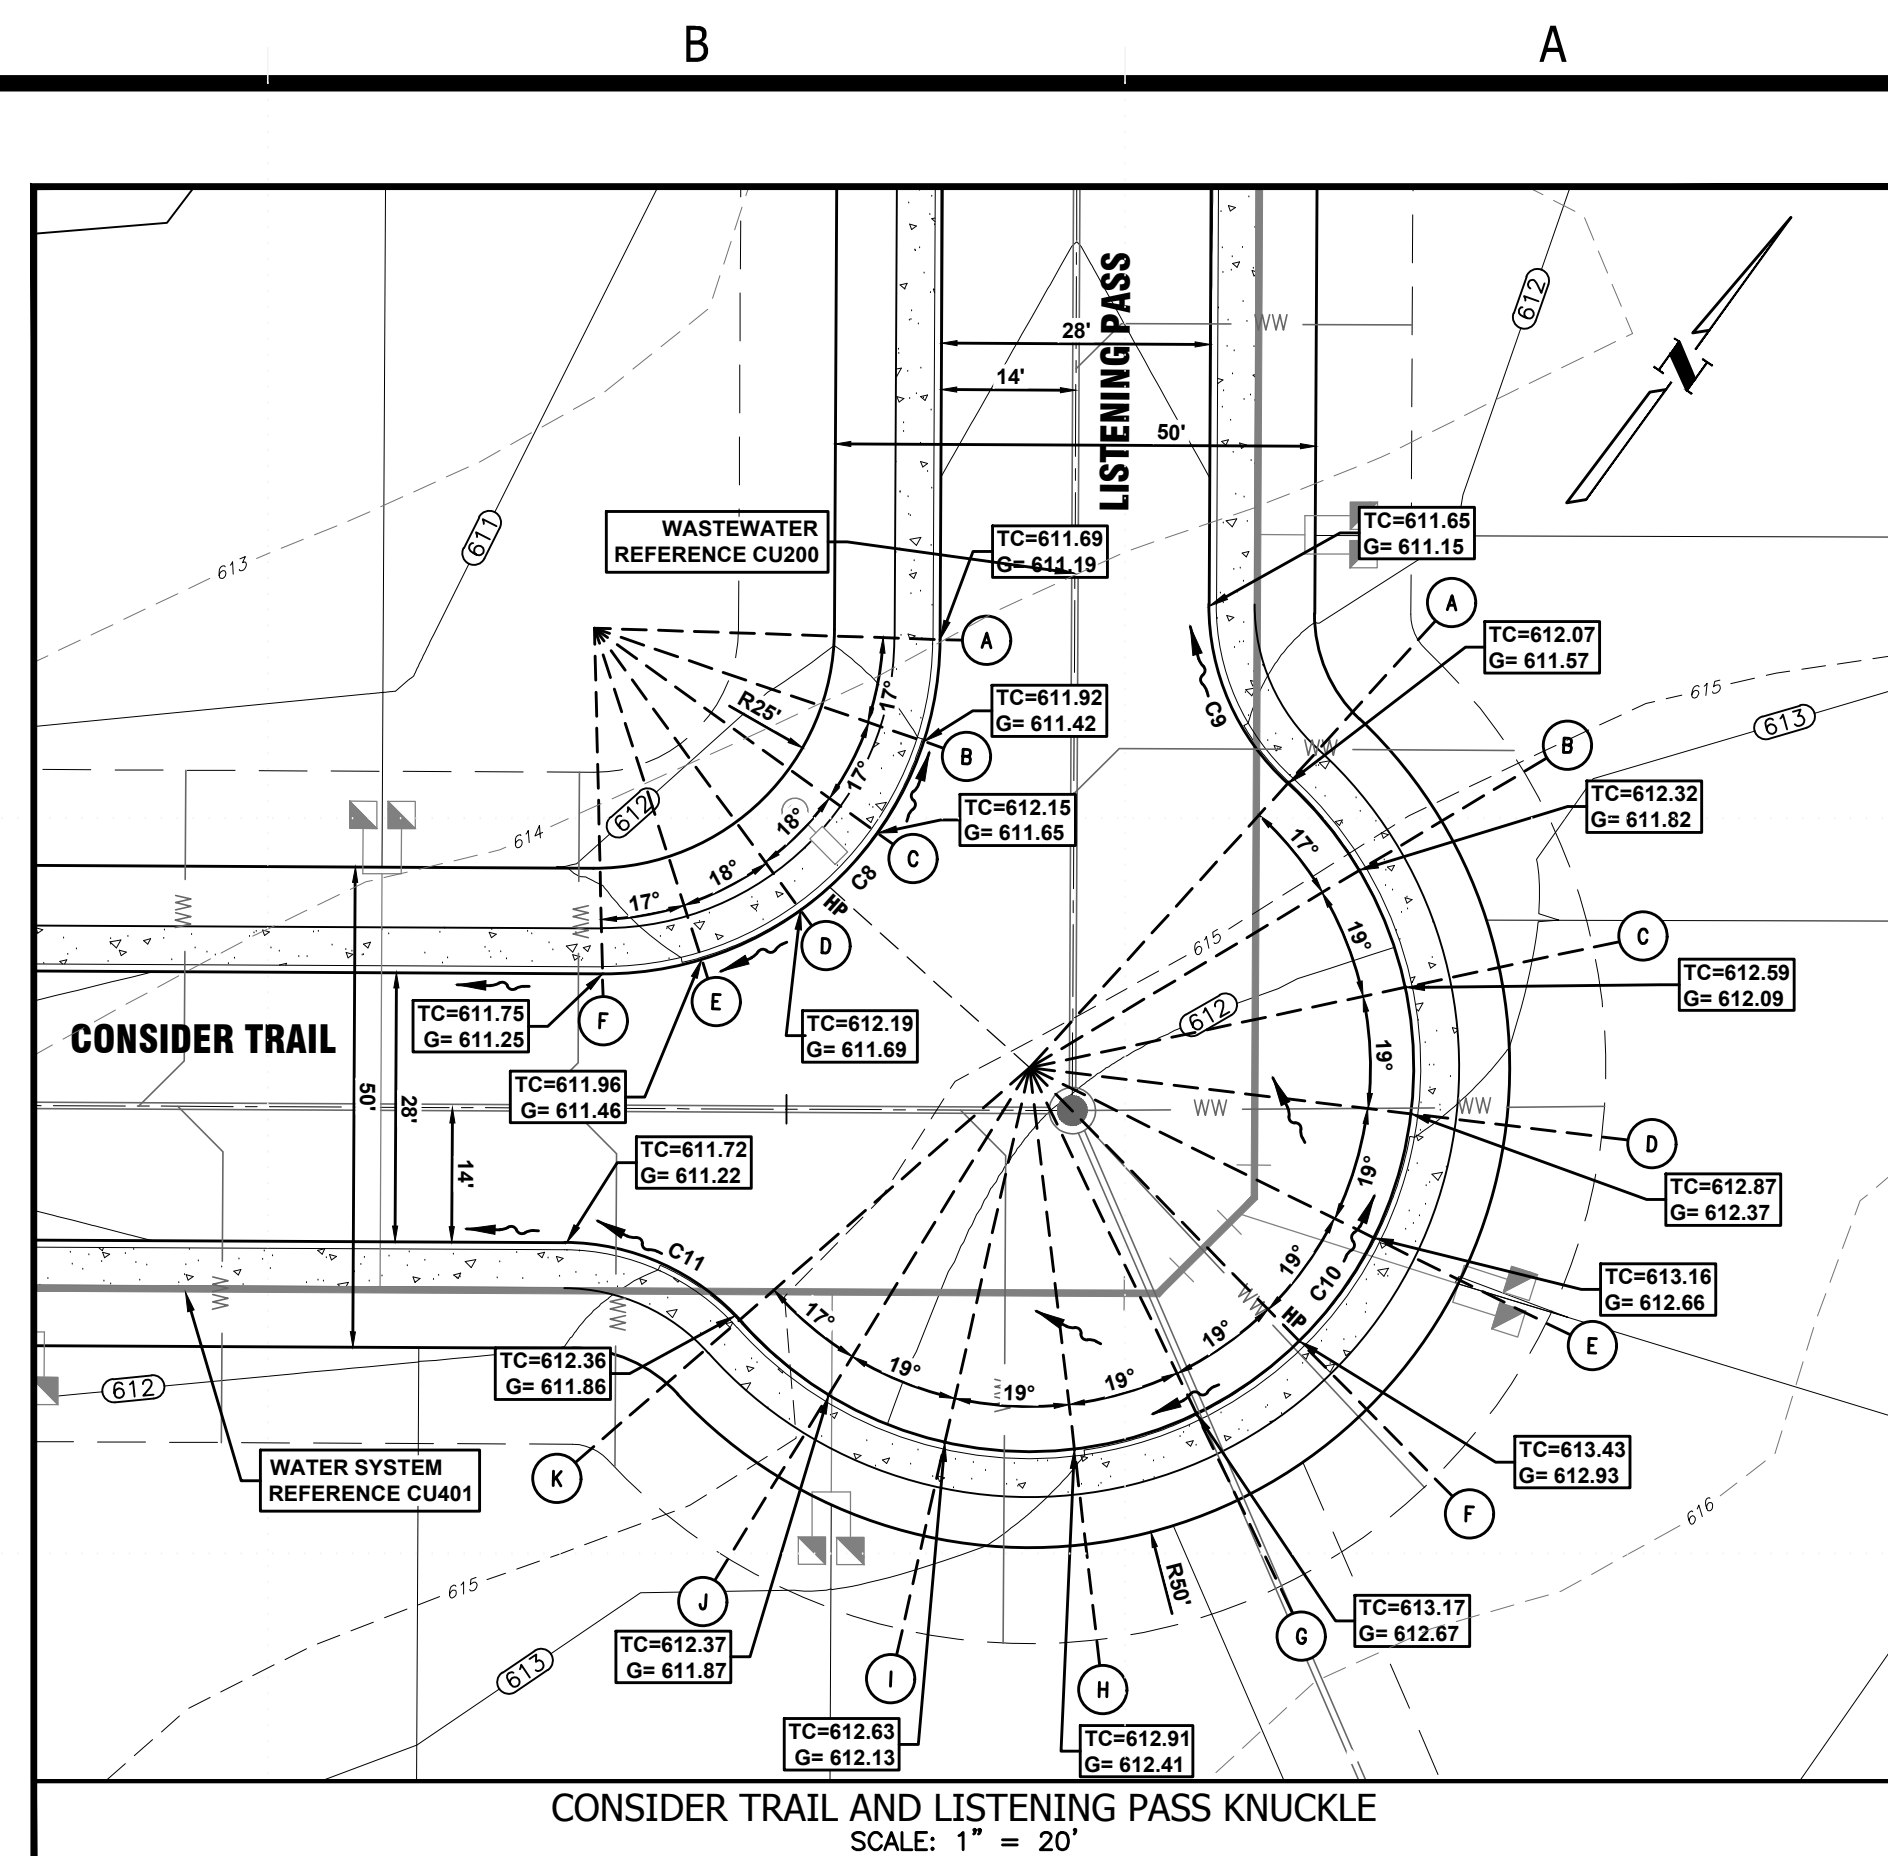 B
A
LISTENING PASS
28'
14'
50'
612
WW
N
611
613
WASTEWATER
REFERENCE CU200
TC=611.69
G= 611.19
TC=611.65
G= 611.15
A
A
TC=612.07
G= 611.57
615
613
R25'
17°
TC=611.92
G= 611.42
C9
B
B
WW
17°
612
614
18°
TC=612.15
G= 611.65
TC=612.32
G= 611.82
C
C8
HP
18°
17°
17°
19°
C
D
615
TC=612.59
G= 612.09
E
F
TC=611.75
G= 611.25
TC=612.19
G= 611.69
612
CONSIDER TRAIL
19°
50'
28'
TC=611.96
G= 611.46
WW
WW
D
14'
TC=611.72
G= 611.22
19°
TC=612.87
G= 612.37
C11
19°
C10
TC=613.16
G= 612.66
WW
HP
E
17°
19°
19°
19°
19°
TC=612.36
G= 611.86
612
K
WATER SYSTEM
REFERENCE CU401
TC=613.43
G= 612.93
F
616
615
J
R50'
TC=613.17
G= 612.67
G
TC=612.37
G= 611.87
613
I
H
TC=612.63
G= 612.13
TC=612.91
G= 612.41
CONSIDER TRAIL AND LISTENING PASS KNUCKLE
SCALE: 1" = 20'